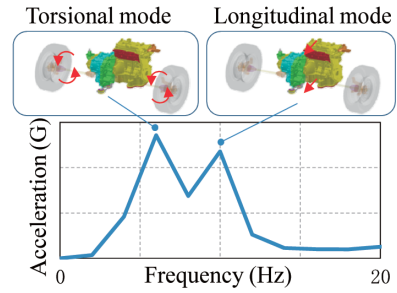 Torsional mode
Longitudinal mode
Acceleration (G)
0
Frequency (Hz)
20